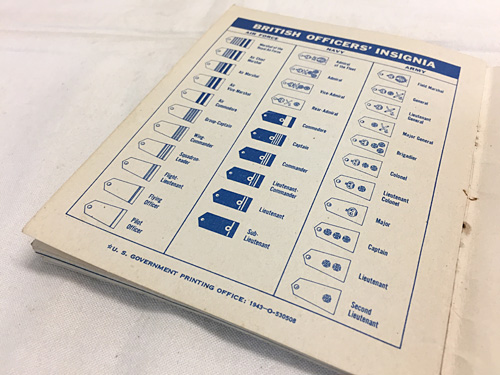 BRITISH OFFICERS' INSIGNIA
AIR FORCE
Marshal of the
Royal Air Force
Air Chief
Marshal
Air Marshal
Air
Vice Marshal
Air
Commodore
Group-Captain
Wing
Commander
Squadron-
Leader
Flight-
Lieutenant
Flying
Officer
Pilot
Officer
NAVY
Admiral
of the Fleet
Admiral
Vice-Admiral
Rear-Admiral
Commodore
Captain
Commander
Lieutenant-
Commander
Lieutenant
Sub-
Lieutenant
ARMY
Field Marshal
General
Lieutenant
General
Major General
Brigadier
Colonel
Lieutenant
Colonel
Major
Captain
Lieutenant
Second
Lieutenant
☆ U. S. GOVERNMENT PRINTING OFFICE: 1943—O-530908